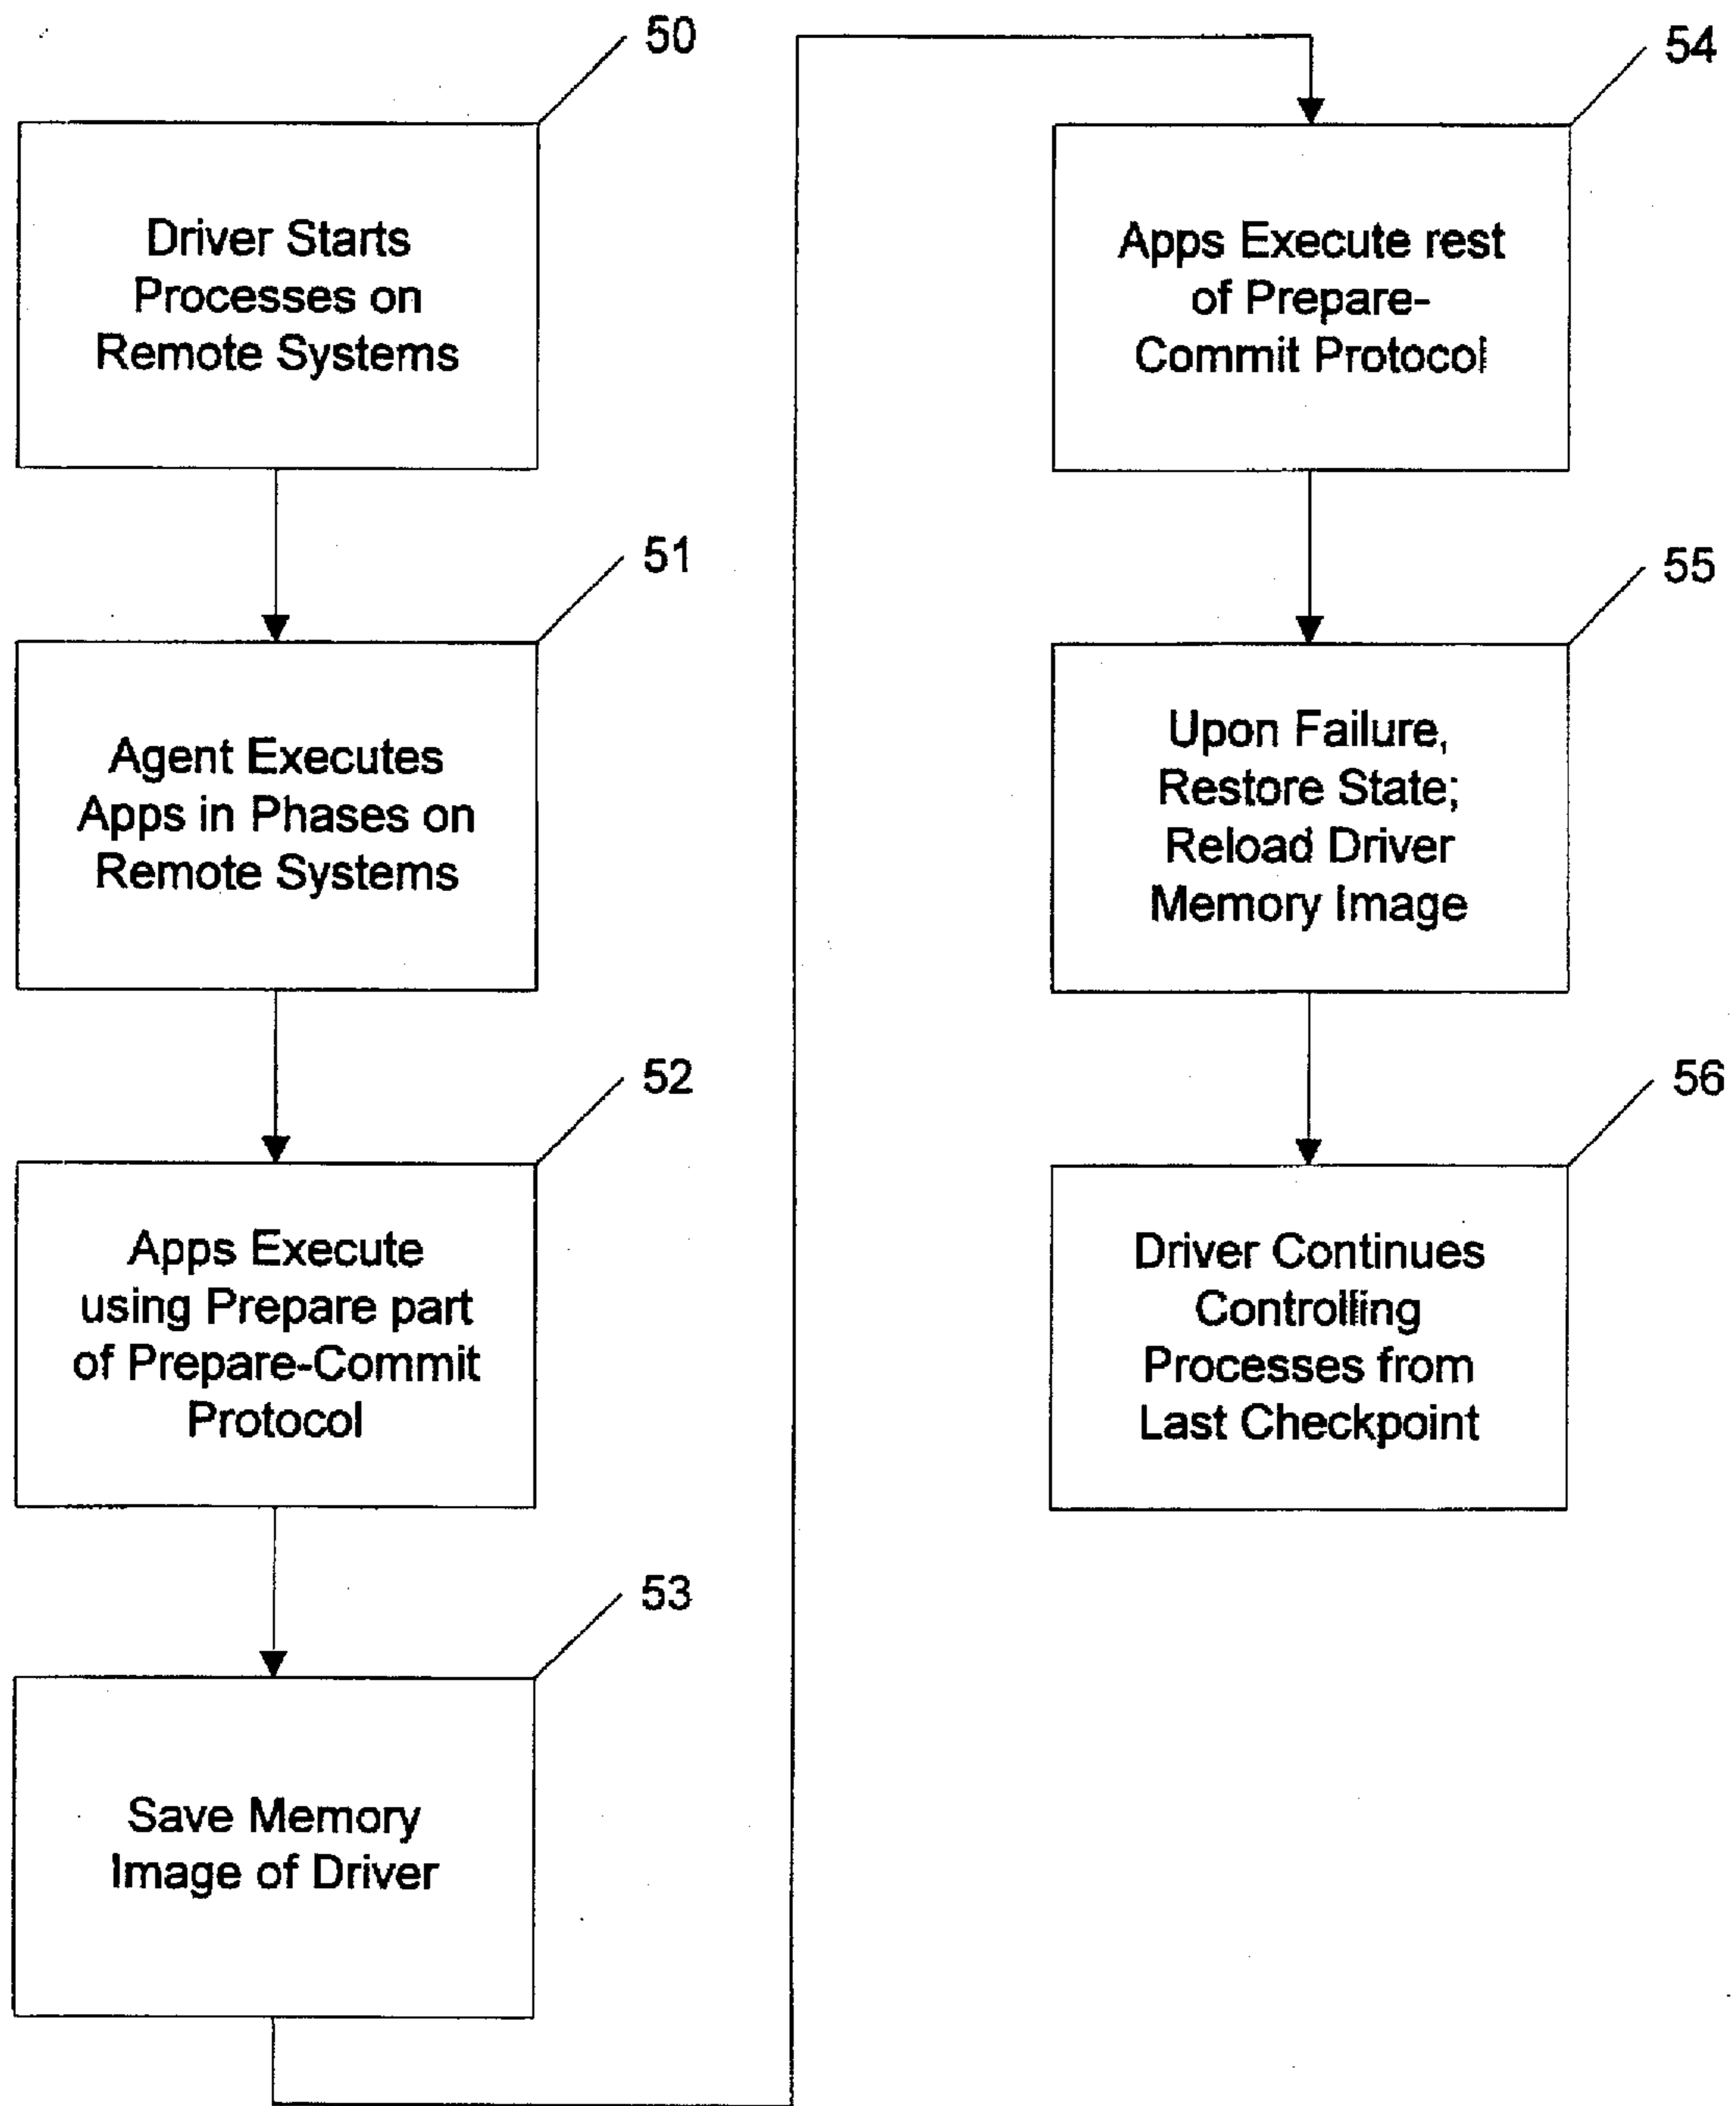 50
Driver Starts
Processes on
Remote Systems
51
Agent Executes
Apps in Phases on
Remote Systems
52
Apps Execute
using Prepare part
of Prepare-Commit
Protocol
53
Save Memory
Image of Driver
54
Apps Execute rest
of Prepare-
Commit Protocol
55
Upon Failure,
Restore State;
Reload Driver
Memory Image
56
Driver Continues
Controlling
Processes from
Last Checkpoint